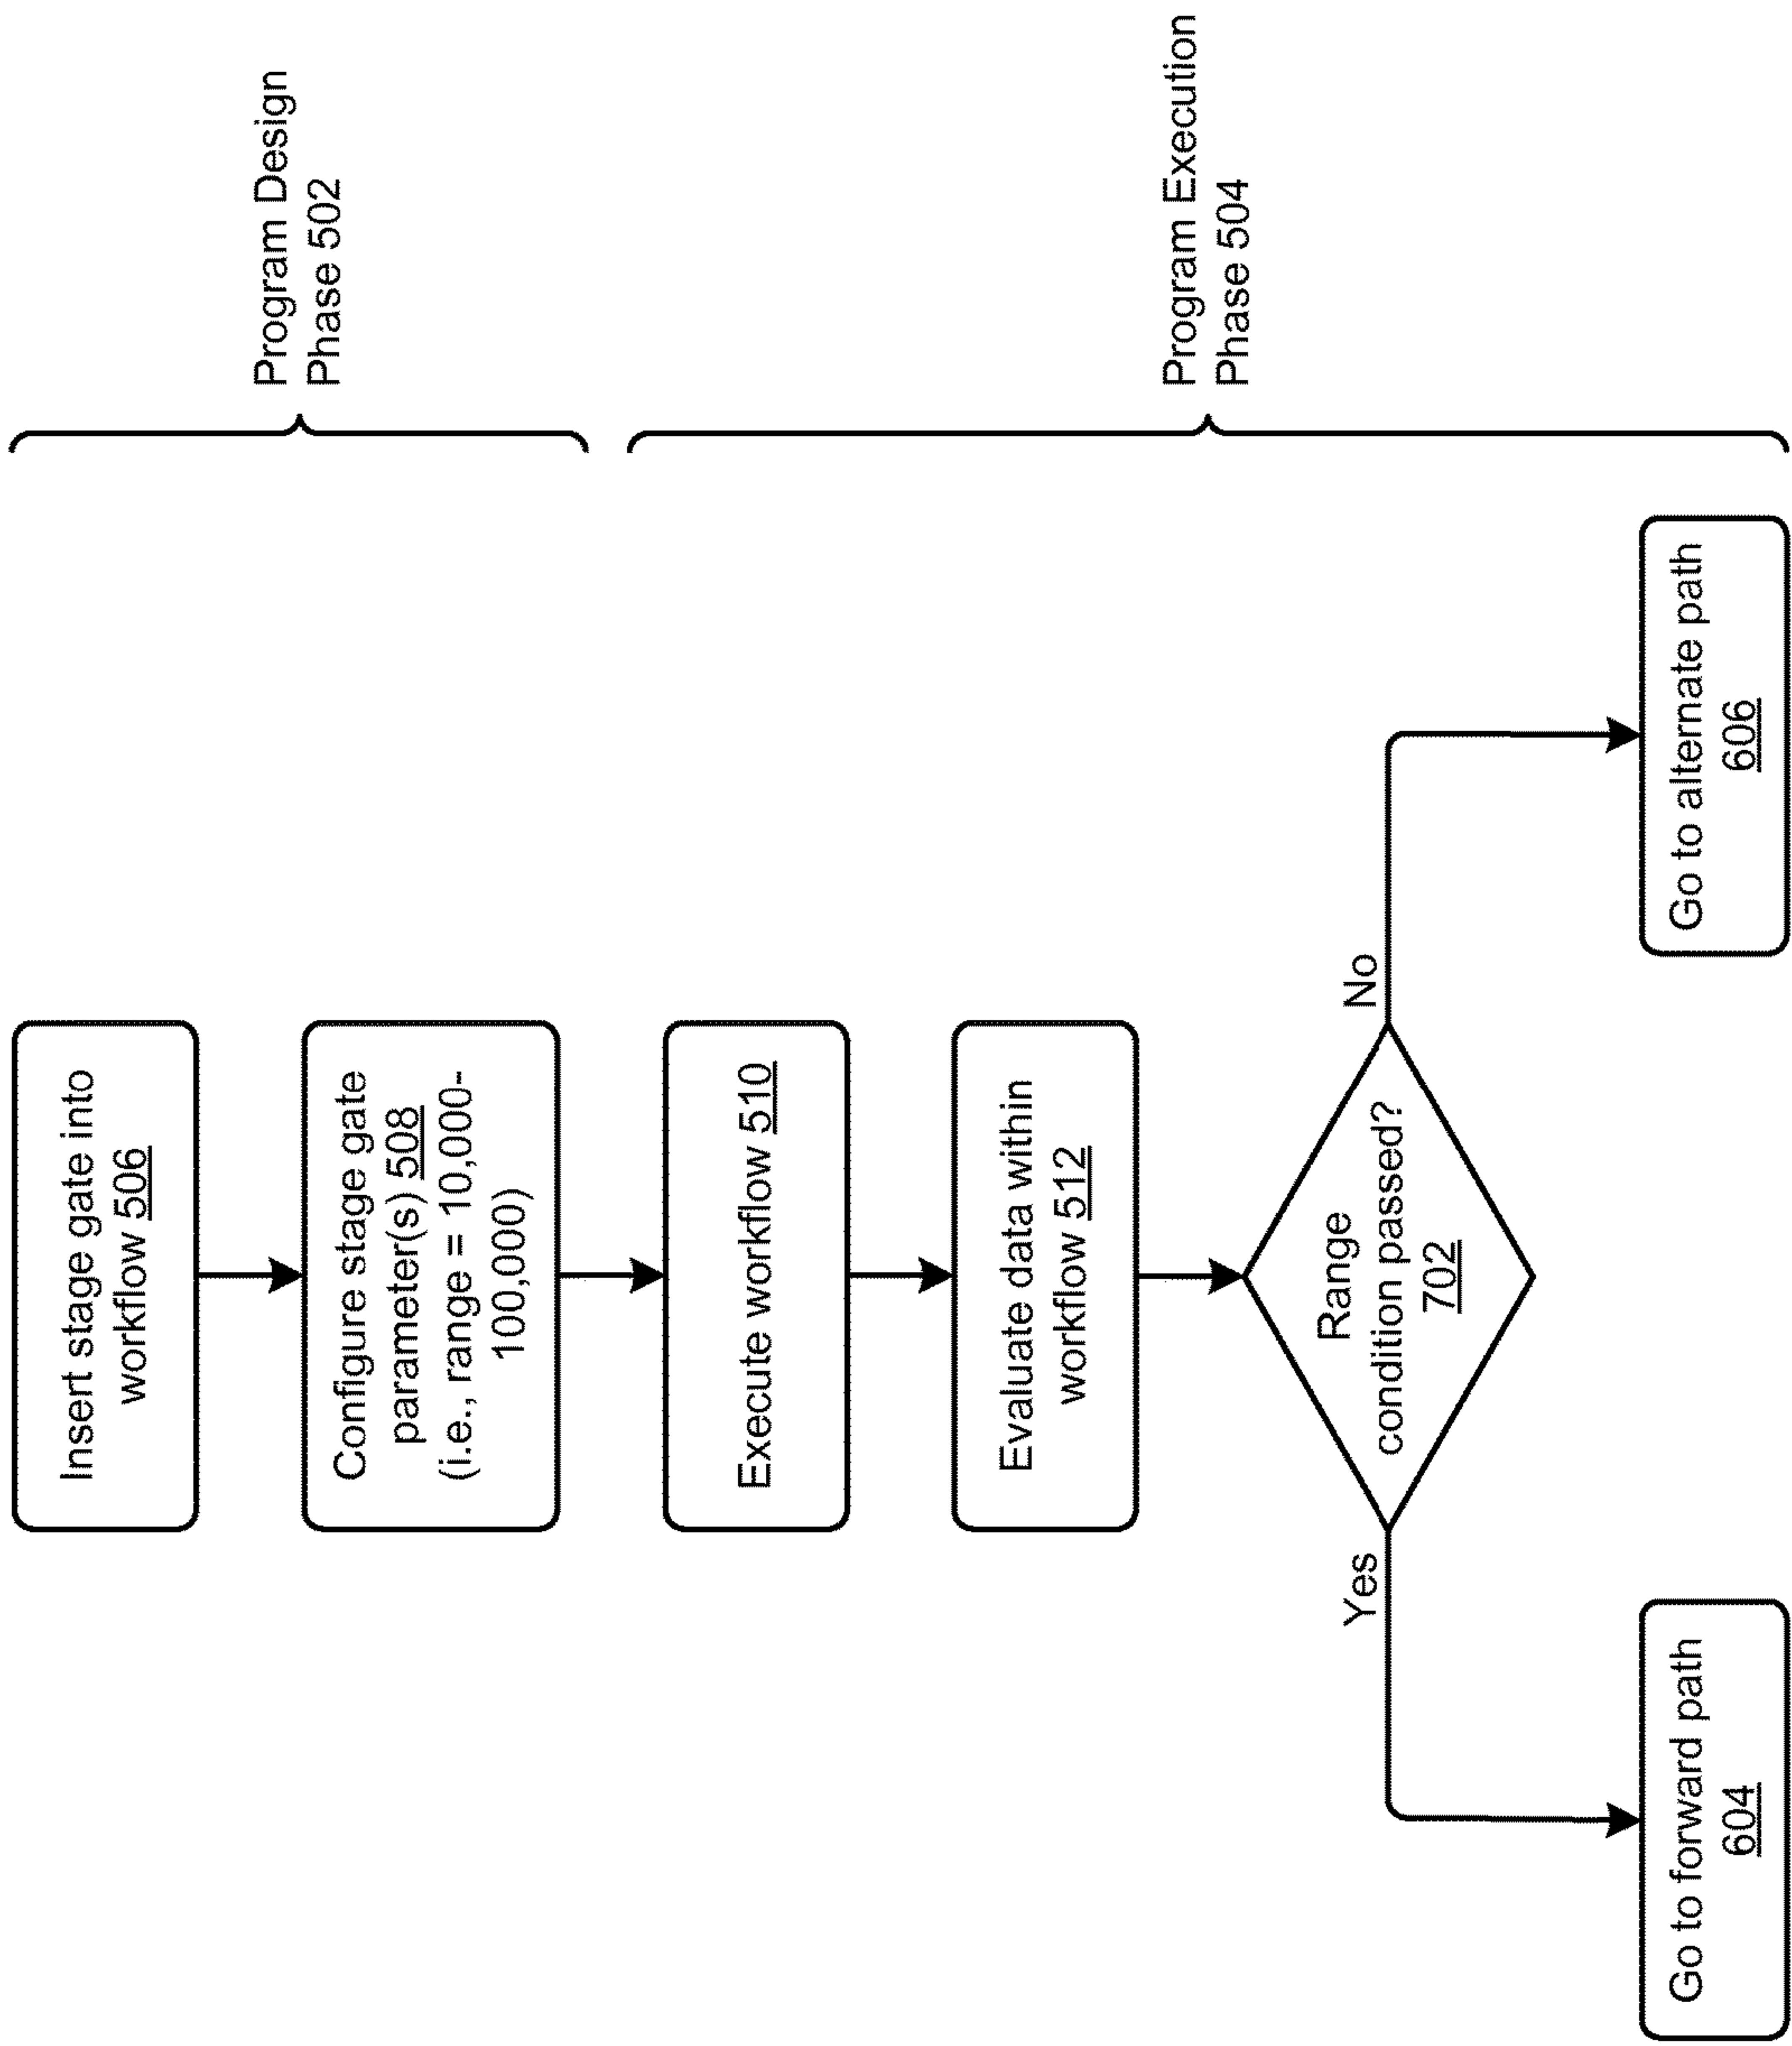 Insert stage gate into
workflow 506
Configure stage gate
parameter(s) 508
(i.e., range = 10,000-
100,000)
Program Design
Phase 502
Execute workflow 510
Evaluate data within
workflow 512
Range
condition passed?
702
Yes
No
Program Execution
Phase 504
Go to forward path
604
Go to alternate path
606